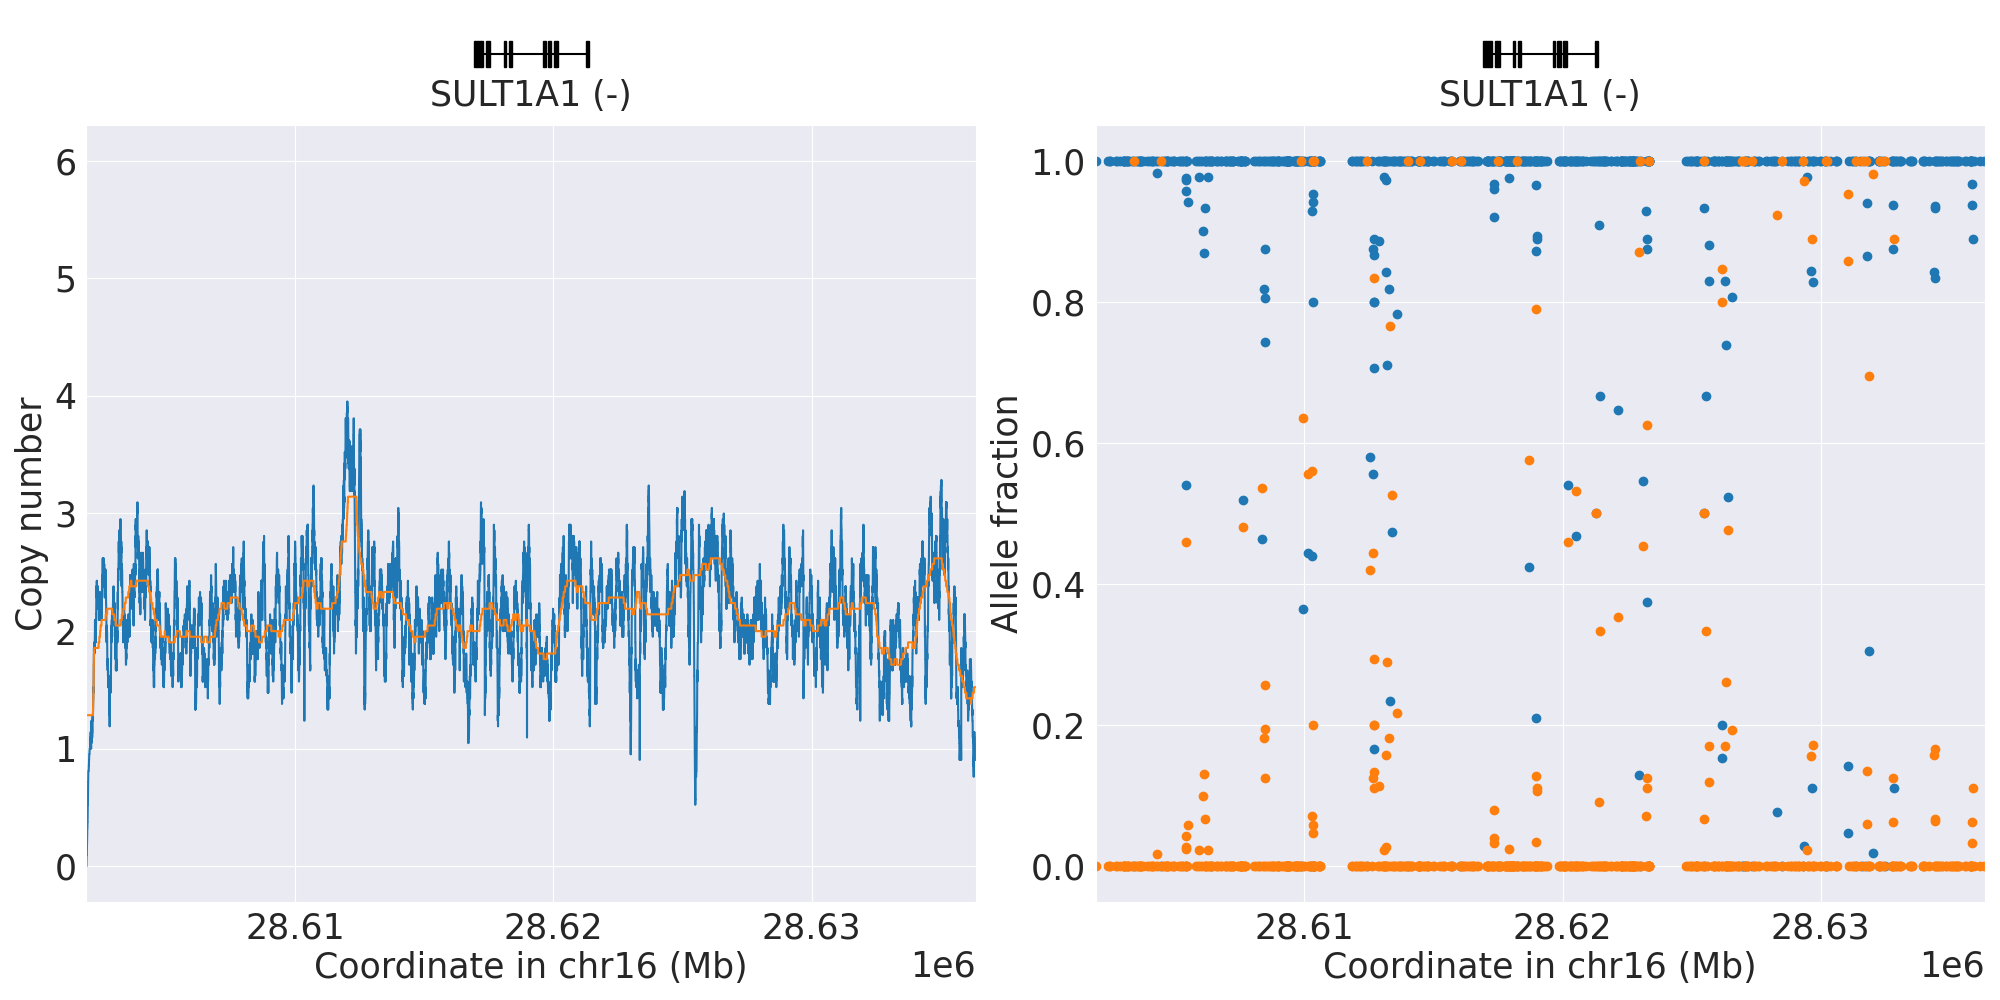 SULT1A1 (-)
6
5
4
3
2
1
0
Copy number
28.61
28.62
28.63
Coordinate in chr16 (Mb)
1e6
SULT1A1 (-)
1.0
0.8
0.6
0.4
0.2
0.0
Allele fraction
28.61
28.62
28.63
Coordinate in chr16 (Mb)
1e6